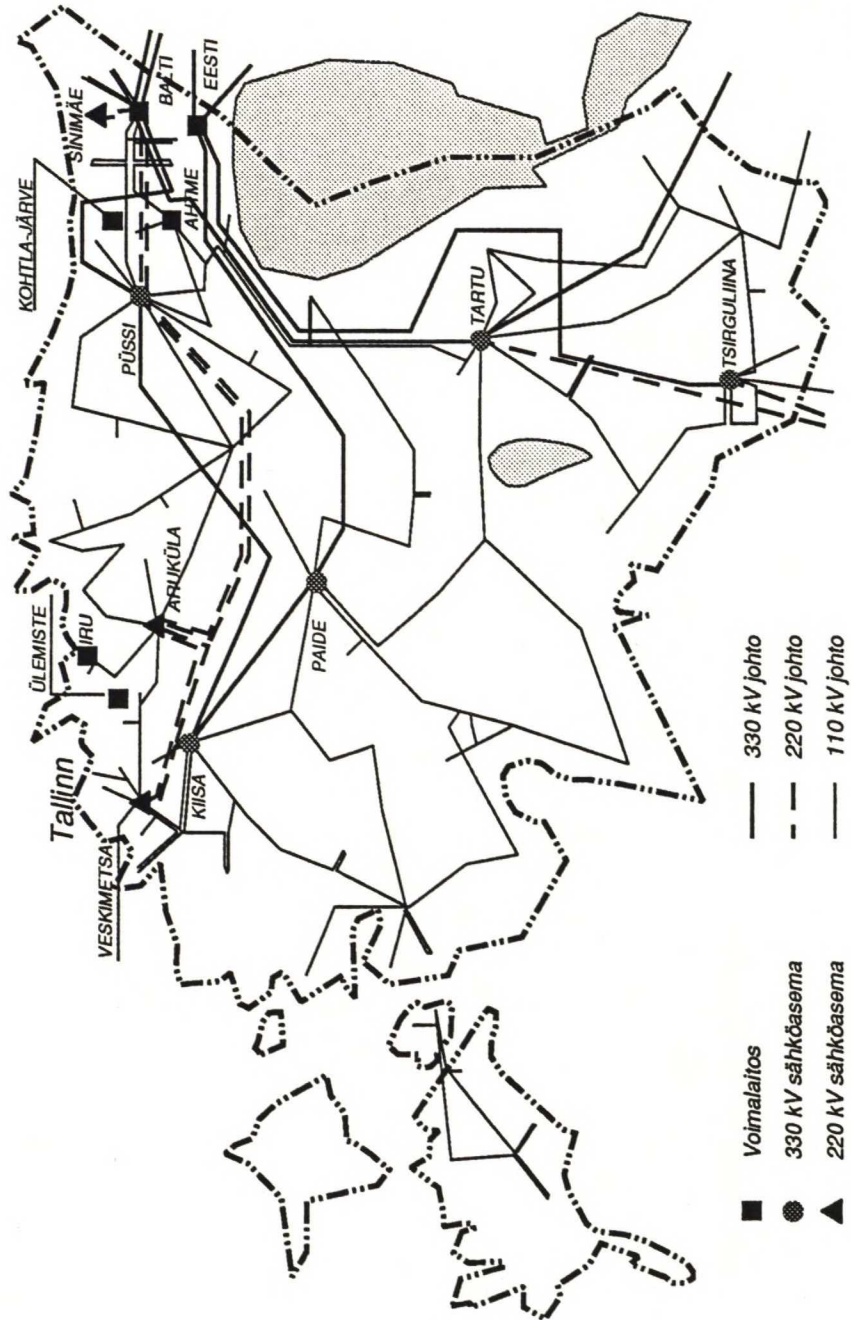 Tallinn
VESKIMETSA
ÜLEMISTE
IRU
ARUKÜLA
KIISA
PAIDE
KOHTLA-JÄRVE
PÜSSI
AHTME
SINIMÄE
BALTI
EESTI
TARTU
TSIRGULIINA
Voimalaitos
330 kV sähköasema
220 kV sähköasema
330 kV johto
220 kV johto
110 kV johto